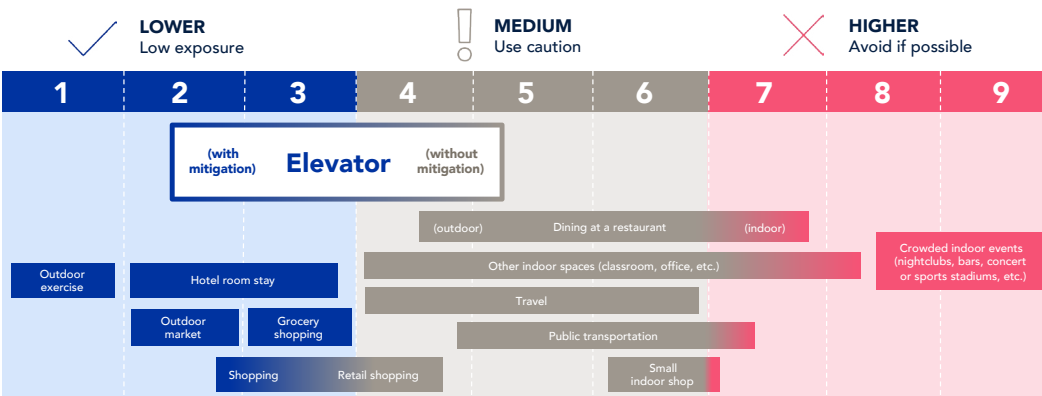 LOWER
Low exposure
MEDIUM
Use caution
HIGHER
Avoid if possible
1 2 3 4 5 6 7 8 9
(with
mitigation)
Elevator
(without
mitigation)
(outdoor) Dining at a restaurant (indoor)
Crowded indoor events
(nightclubs, bars, concert
or sports stadiums, etc.)
Other indoor spaces (classroom, office, etc.)
Outdoor
exercise
Hotel room stay
Travel
Outdoor
market
Grocery
shopping
Public transportation
Shopping Retail shopping
Small
indoor shop